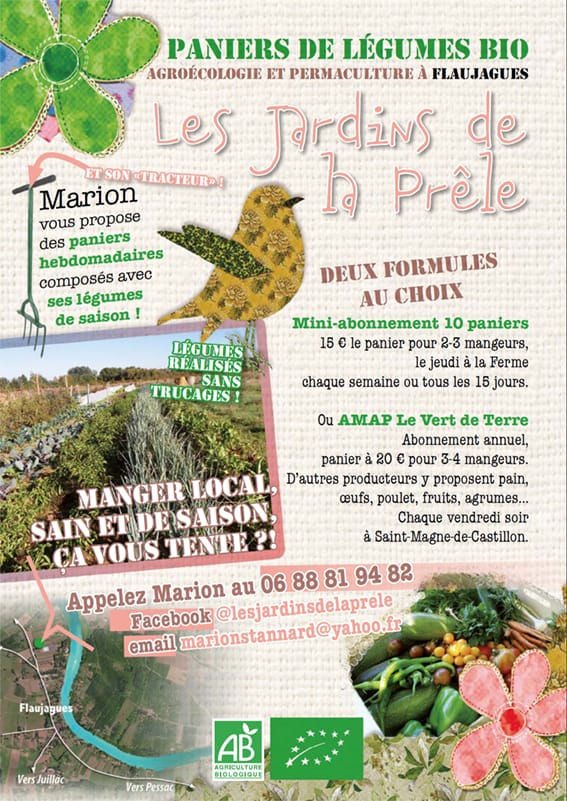 PANIERS DE LÉGUMES BIO
AGROÉCOLOGIE ET PERMACULTURE À FLAUJAGUES
Les Jardins de
la Prêle
ET SON «TRACTEUR» !
Marion
vous propose
des paniers
hebdomadaires
composés avec
ses légumes
de saison !
DEUX FORMULES
AU CHOIX
Mini-abonnement 10 paniers
15 € le panier pour 2-3 mangeurs,
le jeudi à la Ferme
chaque semaine ou tous les 15 jours.
Ou AMAP Le Vert de Terre
Abonnement annuel,
panier à 20 € pour 3-4 mangeurs.
D'autres producteurs y proposent pain,
œufs, poulet, fruits, agrumes...
Chaque vendredi soir
à Saint-Magne-de-Castillon.
LÉGUMES
RÉALISÉS
SANS
TRUCAGES !
MANGER LOCAL,
SAIN ET DE SAISON,
ÇA VOUS TENTE ?!
Appelez Marion au 06 88 81 94 82
Facebook @lesjardinsdelaprele
email marionstannard@yahoo.fr
Flaujagues
Vers Juillac
Vers Pessac
AB
AGRICULTURE
BIOLOGIQUE